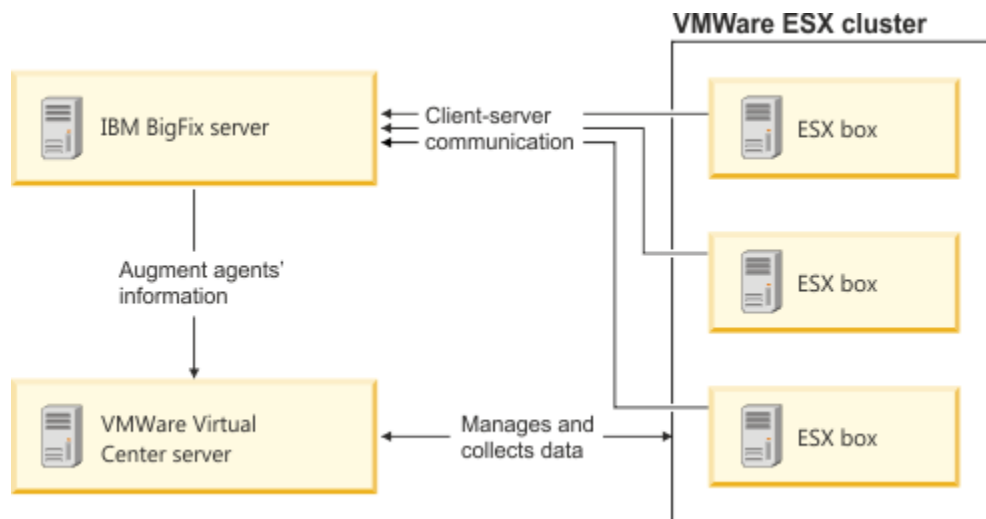 VMWare ESX cluster
IBM BigFix server
Client-server
communication
ESX box
Augment agents'
information
ESX box
VMWare Virtual
Center server
Manages and
collects data
ESX box